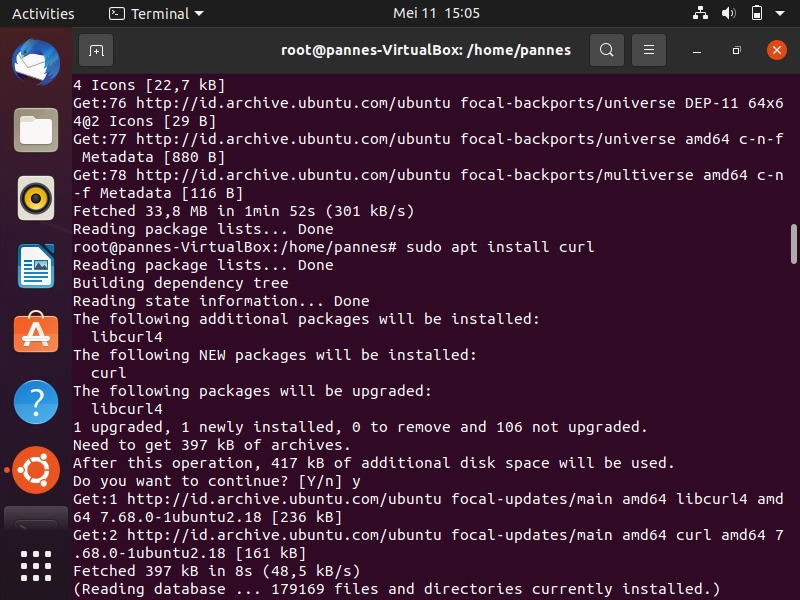 Activities
Terminal
Mei 11 15:05
root@pannes-VirtualBox: /home/pannes
4 Icons [22,7 kB]
Get:76 http://id.archive.ubuntu.com/ubuntu focal-backports/universe DEP-11 64x6
4@2 Icons [29 B]
Get:77 http://id.archive.ubuntu.com/ubuntu focal-backports/universe amd64 c-n-f
 Metadata [880 B]
Get:78 http://id.archive.ubuntu.com/ubuntu focal-backports/multiverse amd64 c-n
-f Metadata [116 B]
Fetched 33,8 MB in 1min 52s (301 kB/s)
Reading package lists... Done
root@pannes-VirtualBox:/home/pannes# sudo apt install curl
Reading package lists... Done
Building dependency tree
Reading state information... Done
The following additional packages will be installed:
  libcurl4
The following NEW packages will be installed:
  curl
The following packages will be upgraded:
  libcurl4
1 upgraded, 1 newly installed, 0 to remove and 106 not upgraded.
Need to get 397 kB of archives.
After this operation, 417 kB of additional disk space will be used.
Do you want to continue? [Y/n] y
Get:1 http://id.archive.ubuntu.com/ubuntu focal-updates/main amd64 libcurl4 amd
64 7.68.0-1ubuntu2.18 [236 kB]
Get:2 http://id.archive.ubuntu.com/ubuntu focal-updates/main amd64 curl amd64 7
.68.0-1ubuntu2.18 [161 kB]
Fetched 397 kB in 8s (48,5 kB/s)
(Reading database ... 179169 files and directories currently installed.)